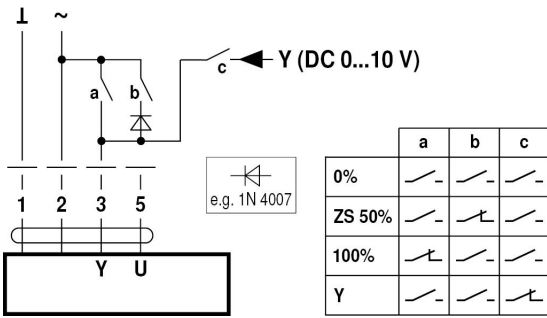 ⊥ ~
a b c Y (DC 0...10 V)
e.g. 1N 4007
1 2 3 5
Y U
a b c
0%
ZS 50%
100%
Y